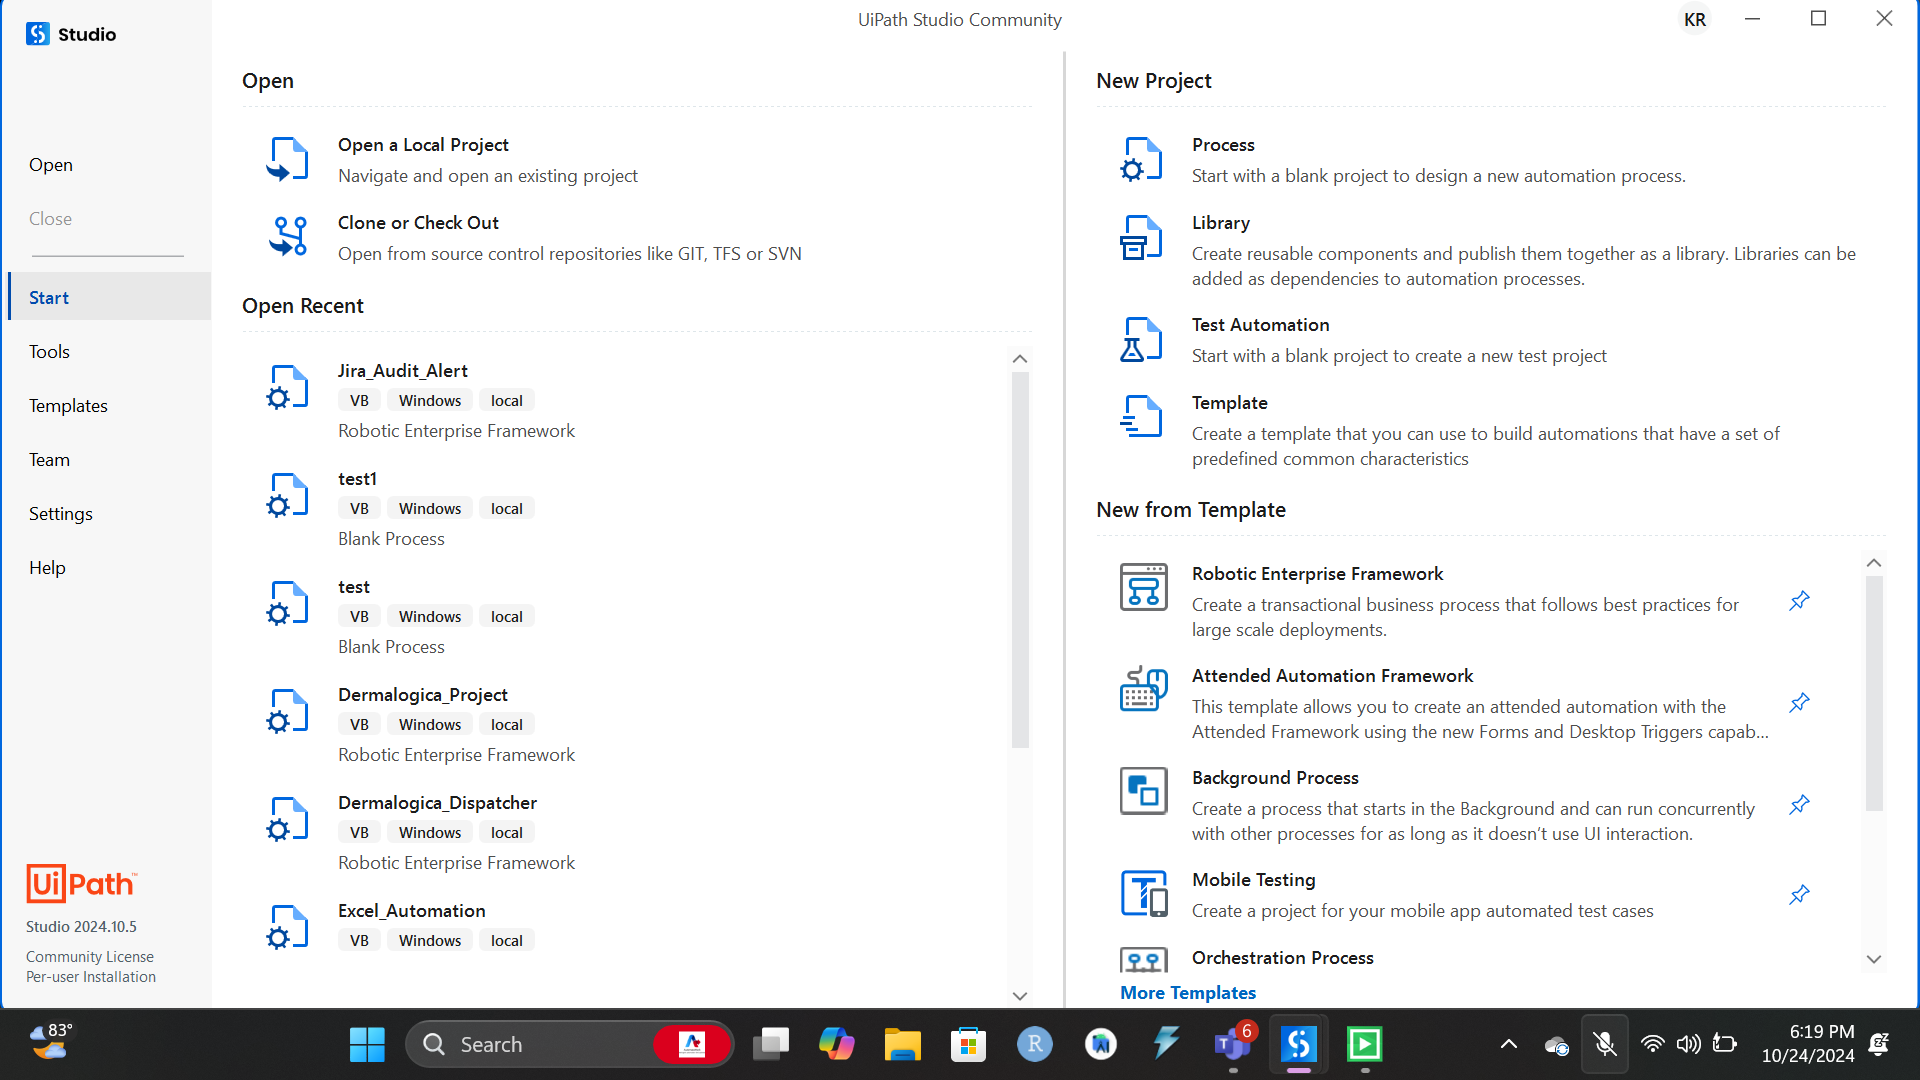 Studio
UiPath Studio Community
KR
Open
Close
Start
Tools
Templates
Team
Settings
Help
UiPath™
Studio 2024.10.5
Community License
Per-user Installation
Open
Open a Local Project
Navigate and open an existing project
Clone or Check Out
Open from source control repositories like GIT, TFS or SVN
Open Recent
Jira_Audit_Alert
VB Windows local
Robotic Enterprise Framework
test1
VB Windows local
Blank Process
test
VB Windows local
Blank Process
Dermalogica_Project
VB Windows local
Robotic Enterprise Framework
Dermalogica_Dispatcher
VB Windows local
Robotic Enterprise Framework
Excel_Automation
VB Windows local
New Project
Process
Start with a blank project to design a new automation process.
Library
Create reusable components and publish them together as a library. Libraries can be
added as dependencies to automation processes.
Test Automation
Start with a blank project to create a new test project
Template
Create a template that you can use to build automations that have a set of
predefined common characteristics
New from Template
Robotic Enterprise Framework
Create a transactional business process that follows best practices for
large scale deployments.
Attended Automation Framework
This template allows you to create an attended automation with the
Attended Framework using the new Forms and Desktop Triggers capab...
Background Process
Create a process that starts in the Background and can run concurrently
with other processes for as long as it doesn’t use UI interaction.
Mobile Testing
Create a project for your mobile app automated test cases
Orchestration Process
More Templates
83°
Search
R
T
6
6:19 PM
10/24/2024